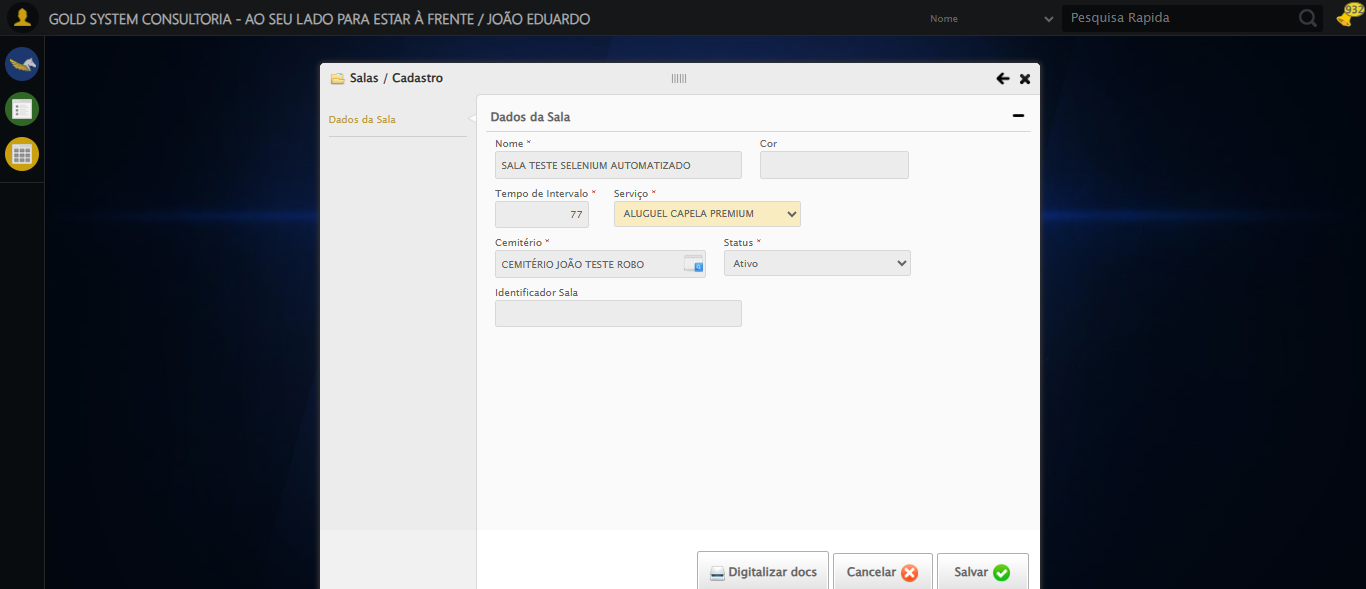 GOLD SYSTEM CONSULTORIA - AO SEU LADO PARA ESTAR À FRENTE / JOÃO EDUARDO
Nome
Pesquisa Rapida
932
Salas / Cadastro
Dados da Sala
Dados da Sala
Nome *
Cor
SALA TESTE SELENIUM AUTOMATIZADO
Tempo de Intervalo *
Serviço *
77
ALUGUEL CAPELA PREMIUM
Cemitério *
Status *
CEMITÉRIO JOÃO TESTE ROBO
Ativo
Identificador Sala
Digitalizar docs
Cancelar
Salvar